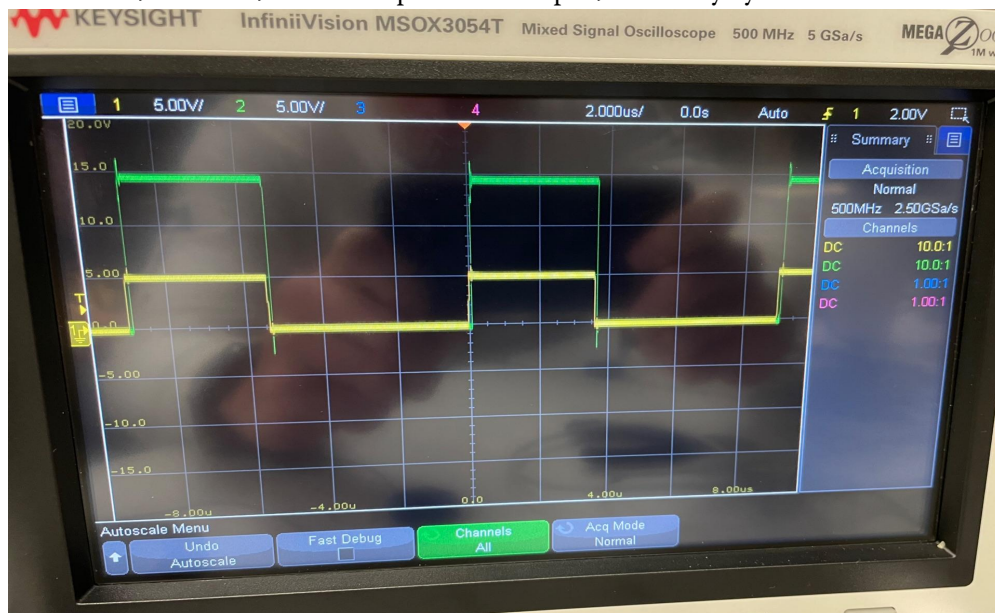 KEYSIGHT InfiniiVision MSOX3054T Mixed Signal Oscilloscope 500 MHz 5 GSa/s MEGA
1M
1 5.00V/ 2 5.00V/ 3 4 2.000us/ 0.0s Auto 1 2.00V
20.0V
15.0
10.0
5.00
T
0.0
-5.00
-10.0
-15.0
-8.00u -4.00u 0.0 4.00u 8.00us
Summary
Acquisition
Normal
500MHz 2.50GSa/s
Channels
DC 10.0:1
DC 10.0:1
DC 1.00:1
DC 1.00:1
Autoscale Menu
Undo
Autoscale
Fast Debug
Channels
All
Acq Mode
Normal